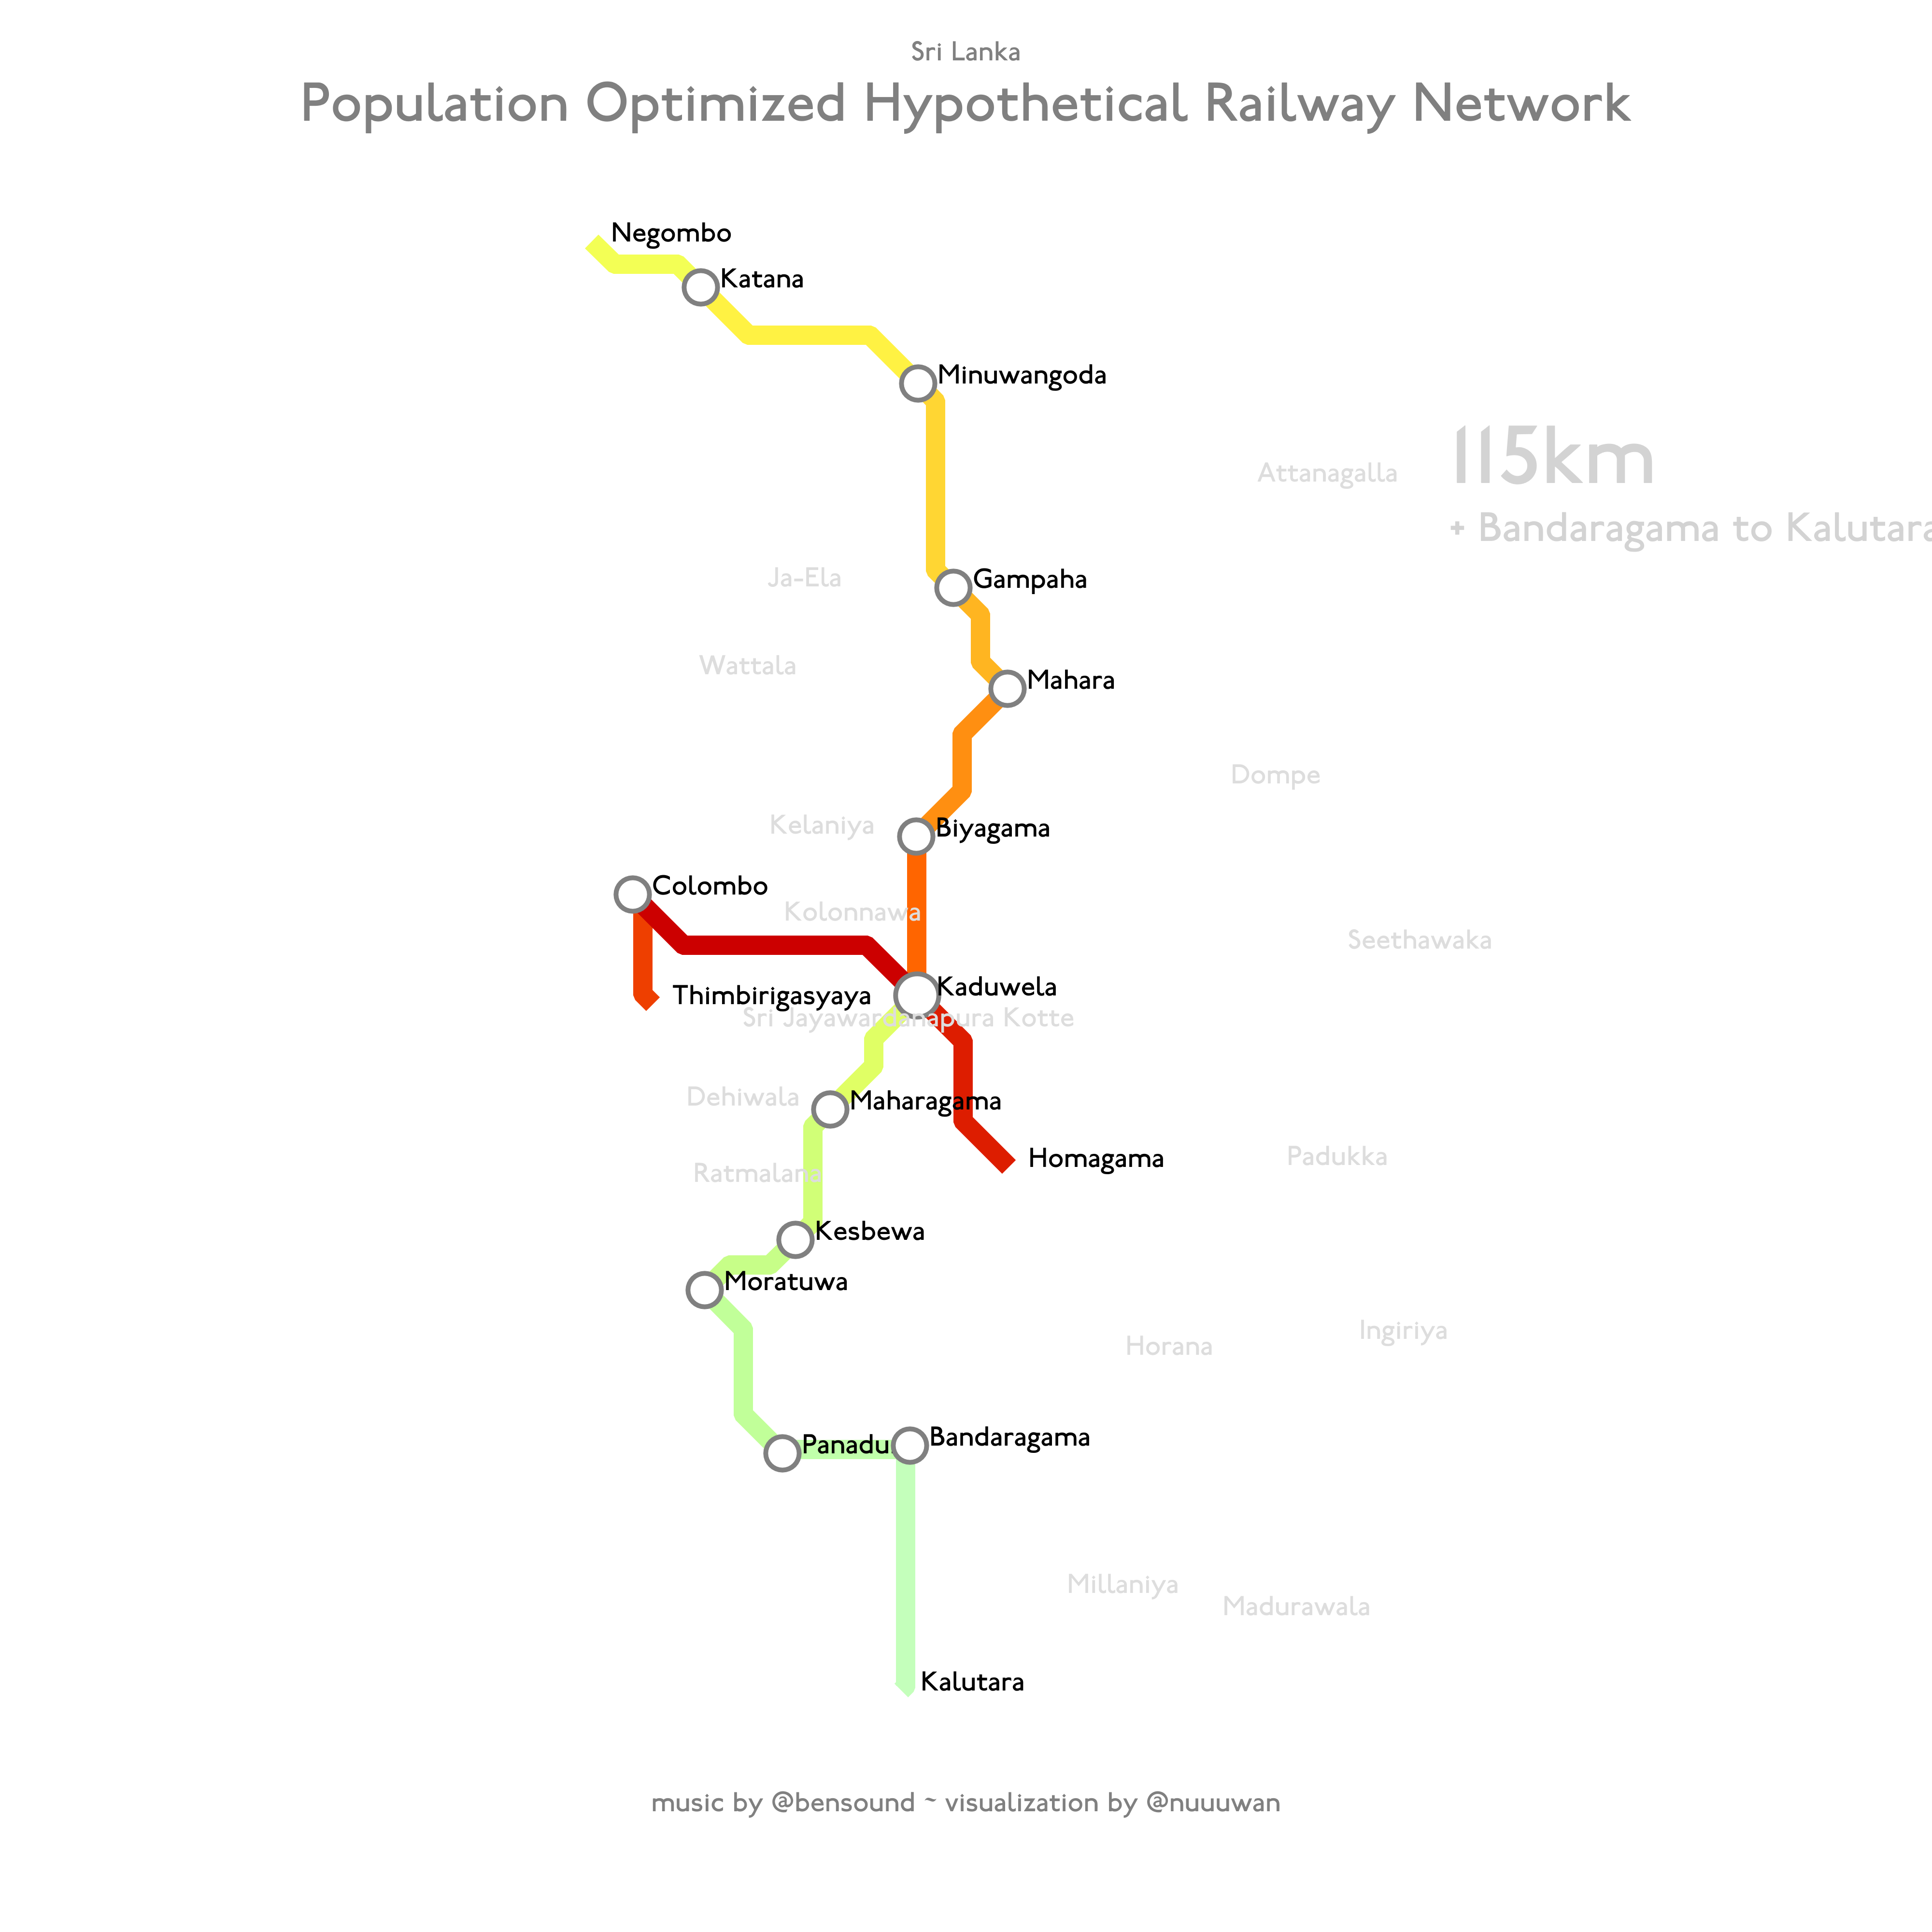 Sri Lanka
Population Optimized Hypothetical Railway Network
Negombo
Katana
Minuwangoda
115km
Attanagalla
+ Bandaragama to Kalutara
Ja-Ela
Gampaha
Wattala
Mahara
Dompe
Kelaniya
Biyagama
Colombo
Kolonnawa
Seethawaka
Kaduwela
Thimbirigasyaya
Sri Jayawardanapura Kotte
Dehiwala
Maharagama
Padukka
Homagama
Ratmalana
Kesbewa
Moratuwa
Ingiriya
Horana
Bandaragama
Panadu
Millaniya
Madurawala
Kalutara
music by @bensound ~ visualization by @nuuuwan